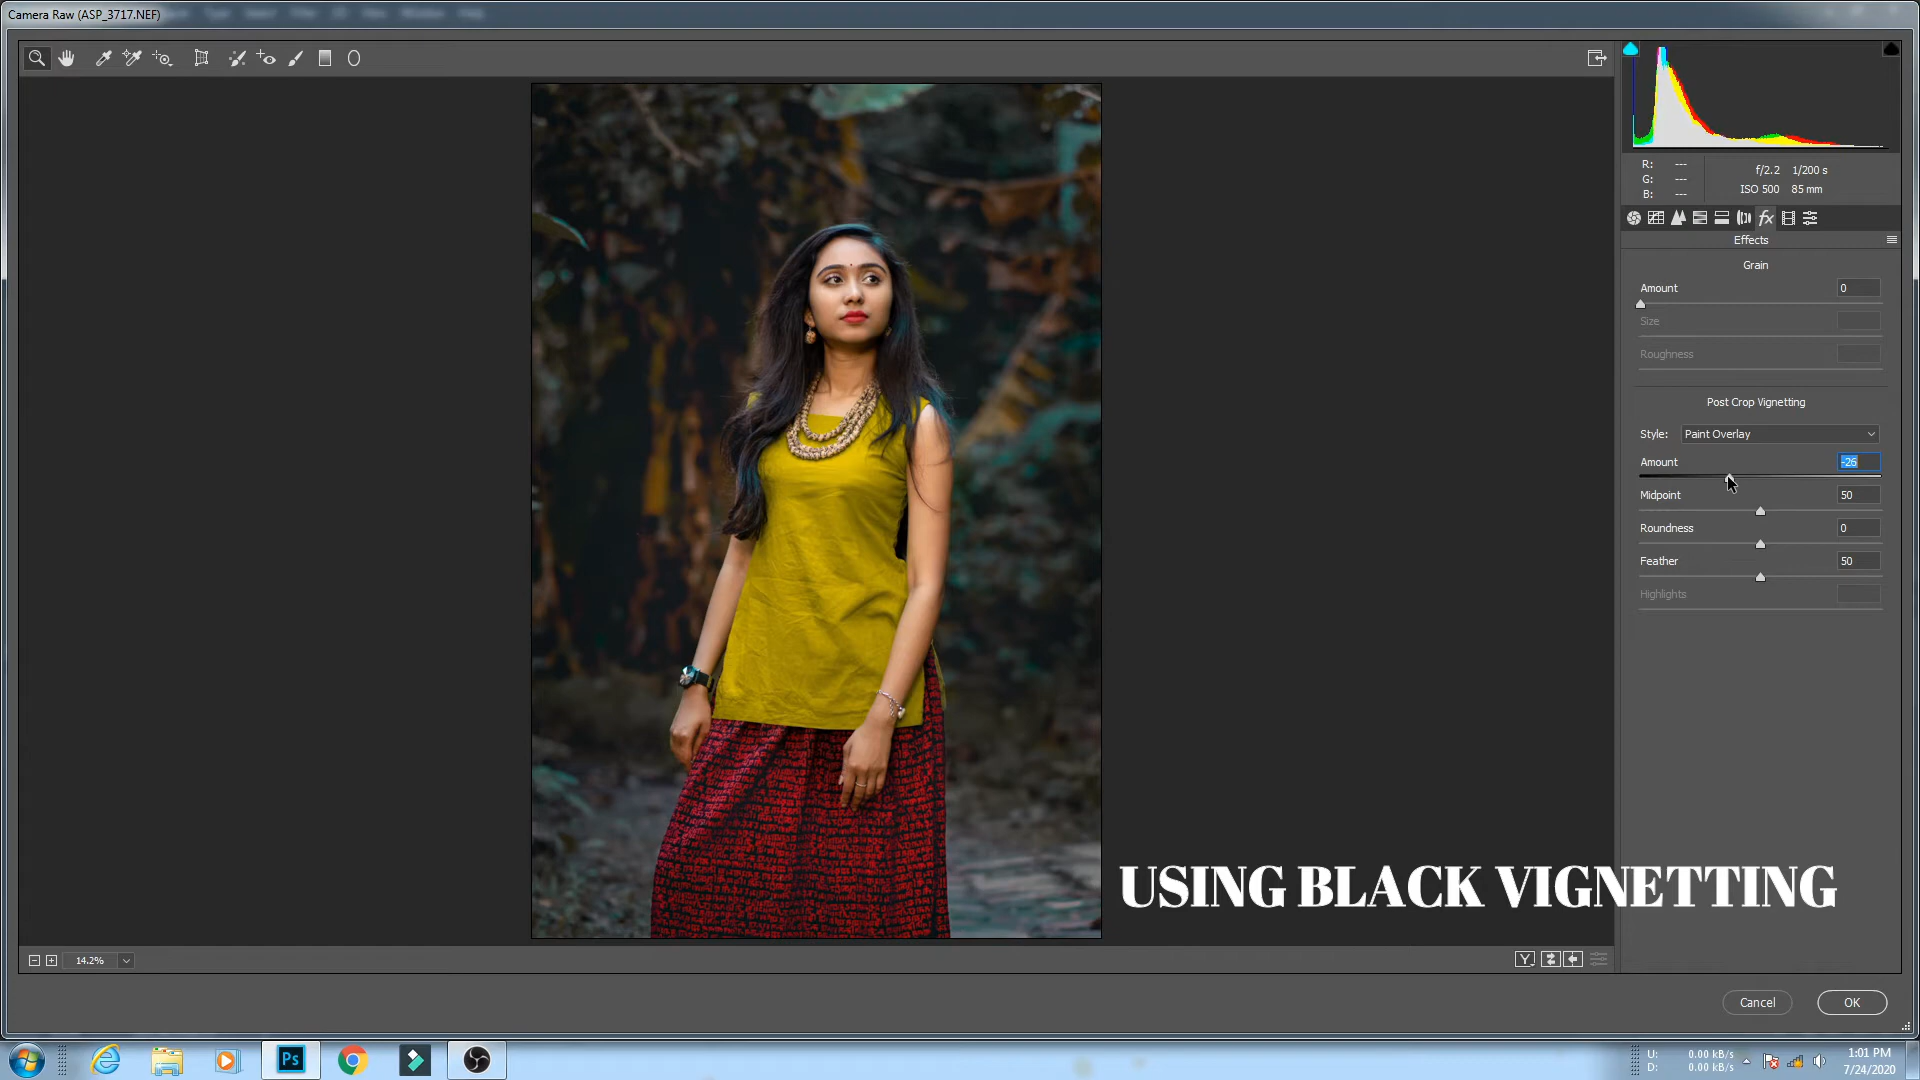 Camera Raw (ASP_3717.NEF)
R: ---
G: ---
B: ---
f/2.2 1/200 s
ISO 500 85 mm
fx
Effects
Grain
Amount 0
Size
Roughness
Post Crop Vignetting
Style: Paint Overlay
Amount -26
Midpoint 50
Roundness 0
Feather 50
Highlights
USING BLACK VIGNETTING
14.2%
Y
Cancel OK
Ps
U: 0.00 kB/s
D: 0.00 kB/s
1:01 PM
7/24/2020